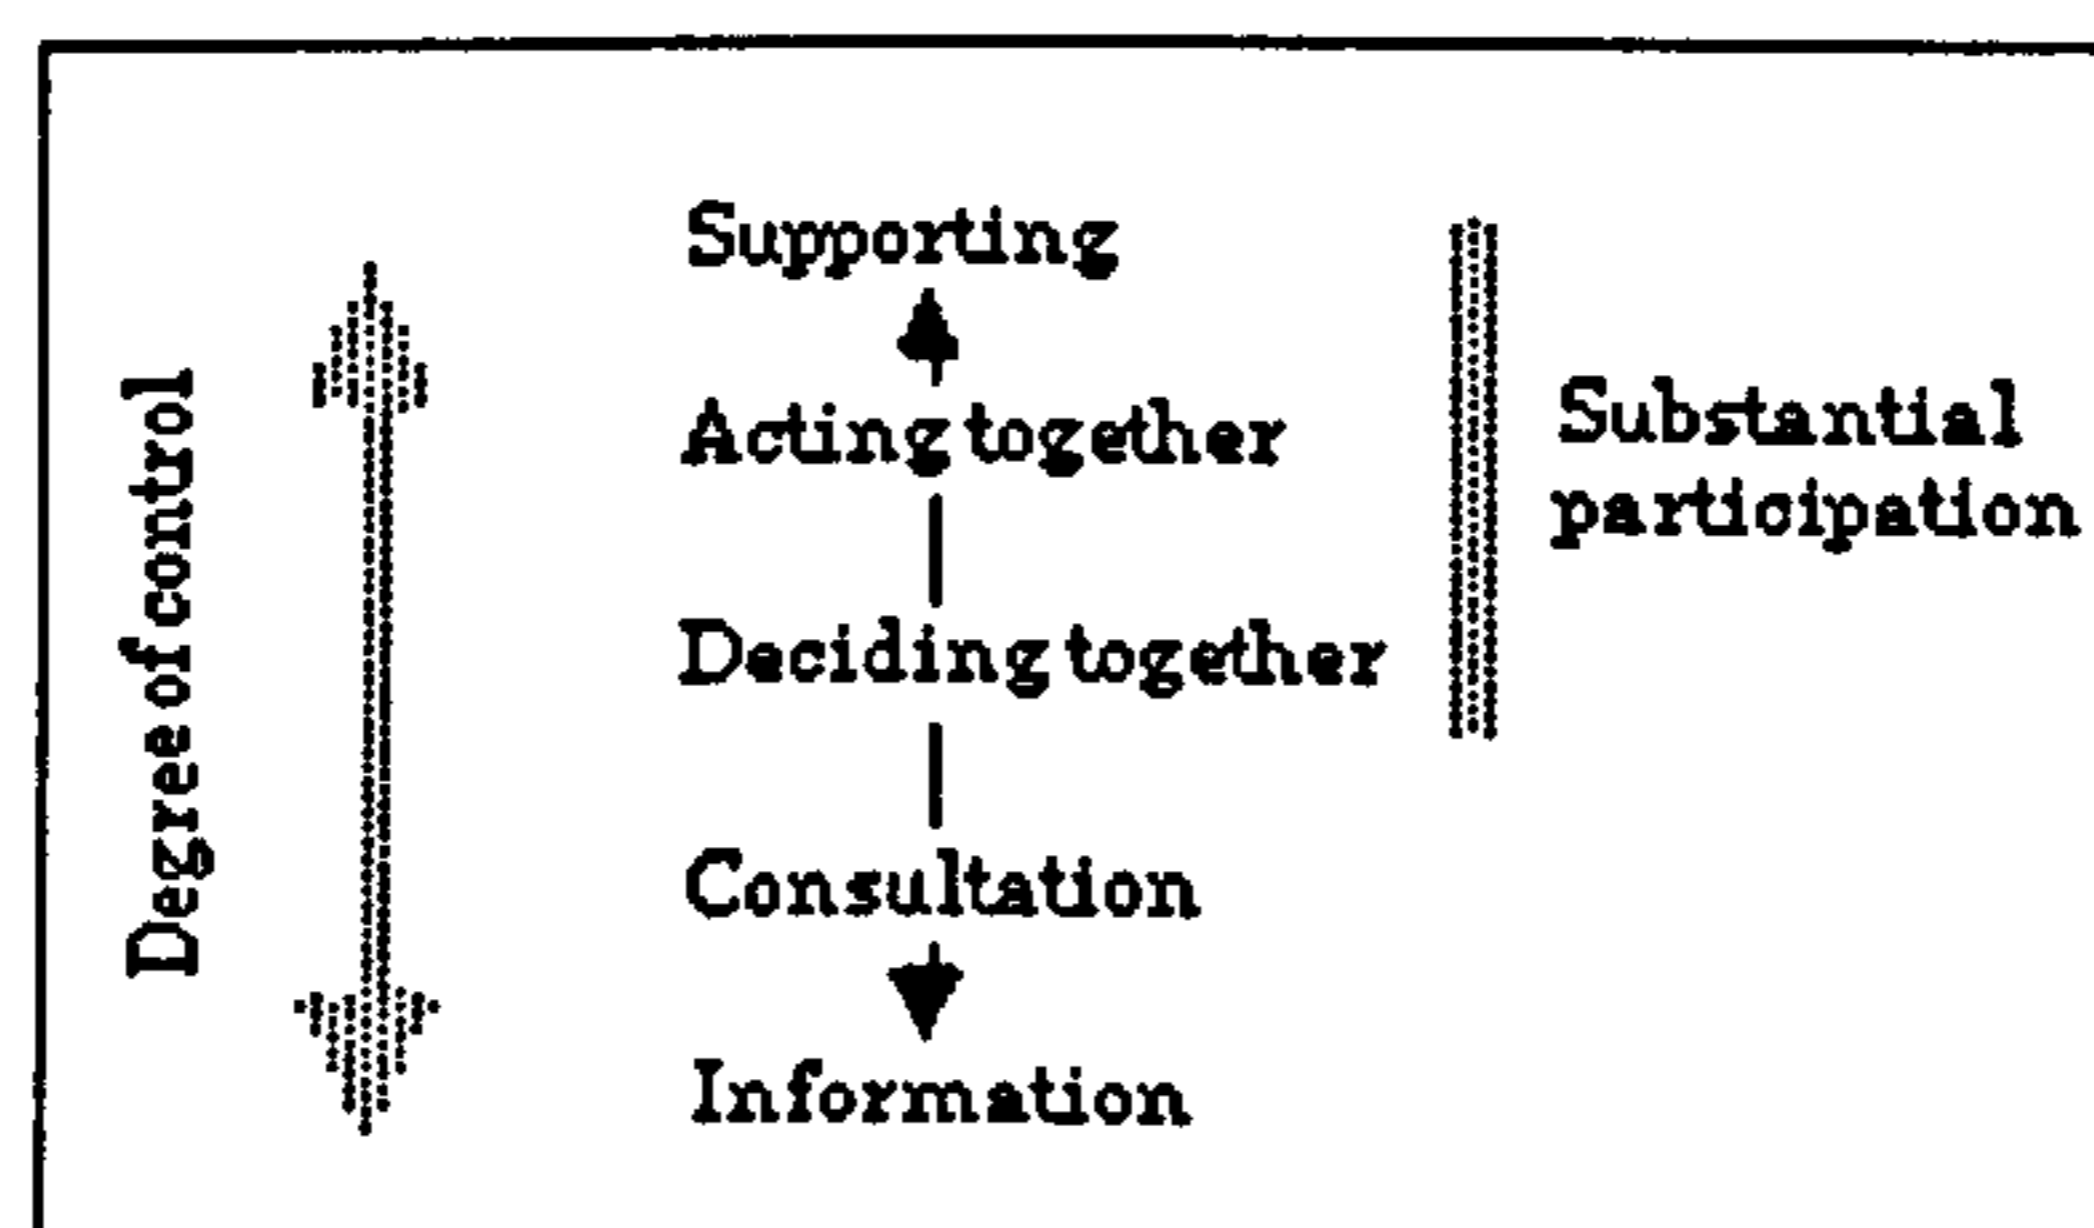 Degree of control
Supporting
Acting together
Deciding together
Consultation
Information
Substantial
participation